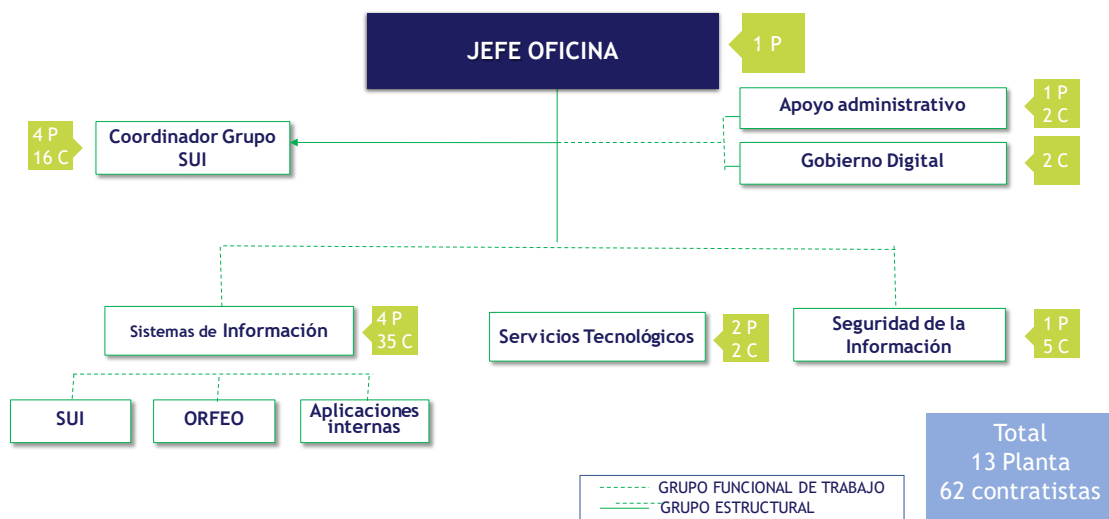 JEFE OFICINA
1 P
Apoyo administrativo
1 P
2 C
4 P
16 C
Coordinador Grupo
SUI
Gobierno Digital
2 C
Sistemas de Información
4 P
35 C
Servicios Tecnológicos
2 P
2 C
Seguridad de la
Información
1 P
5 C
SUI
ORFEO
Aplicaciones
internas
Total
13 Planta
62 contratistas
GRUPO FUNCIONAL DE TRABAJO
GRUPO ESTRUCTURAL